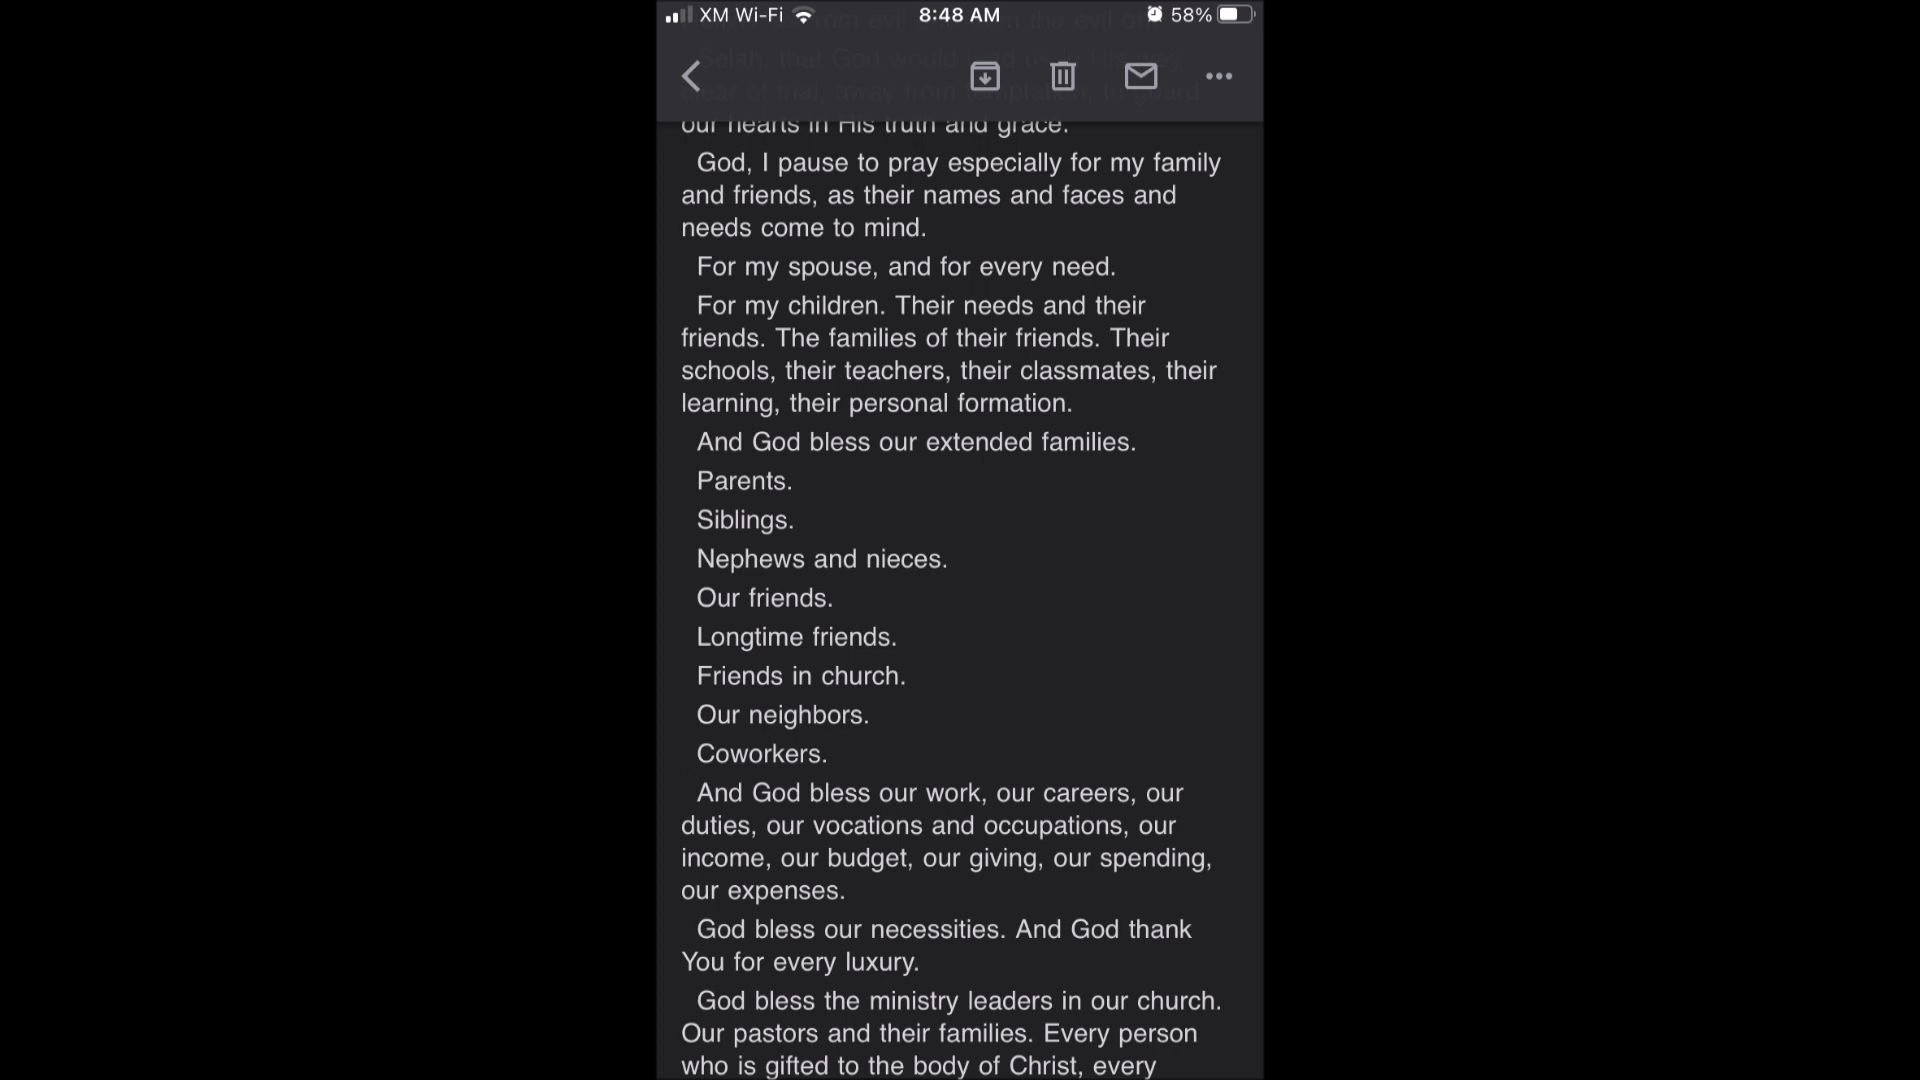 XM Wi-Fi 8:48 AM 58%
our hearts in His truth and grace.
God, I pause to pray especially for my family
and friends, as their names and faces and
needs come to mind.
For my spouse, and for every need.
For my children. Their needs and their
friends. The families of their friends. Their
schools, their teachers, their classmates, their
learning, their personal formation.
And God bless our extended families.
Parents.
Siblings.
Nephews and nieces.
Our friends.
Longtime friends.
Friends in church.
Our neighbors.
Coworkers.
And God bless our work, our careers, our
duties, our vocations and occupations, our
income, our budget, our giving, our spending,
our expenses.
God bless our necessities. And God thank
You for every luxury.
God bless the ministry leaders in our church.
Our pastors and their families. Every person
who is gifted to the body of Christ, every